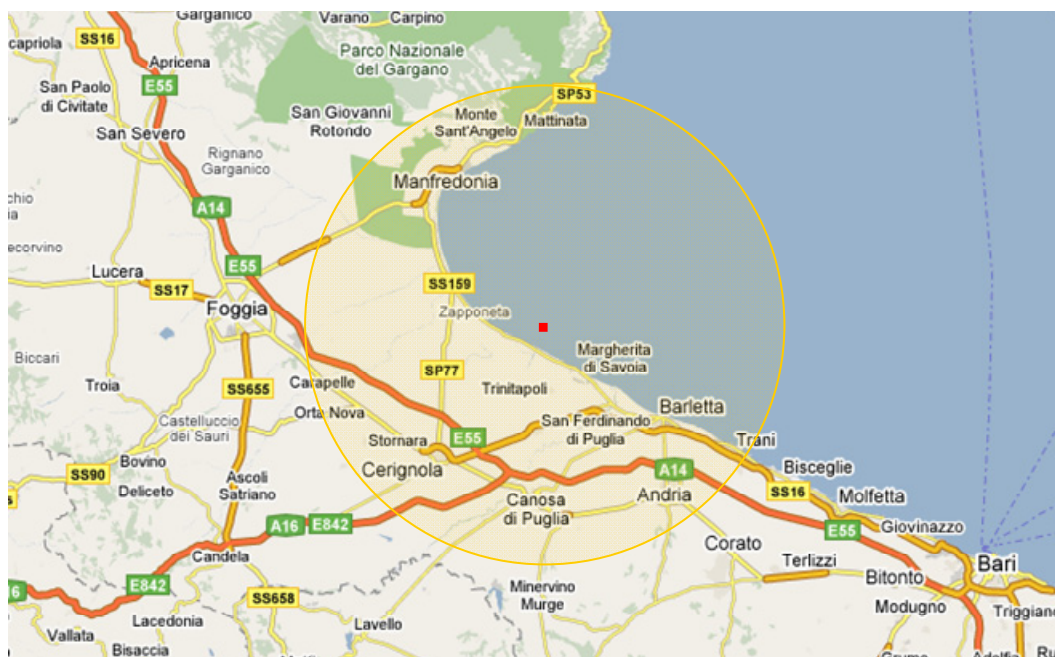 Garganico
Varano
Carpino
SS16
capriola
Parco Nazionale
del Gargano
Apricena
E55
San Paolo
di Civitate
SP53
San Giovanni
Rotondo
Monte
Sant'Angelo
Mattinata
San Severo
Rignano
Garganico
Manfredonia
A14
ecorvino
E55
Lucera
SS17
SS159
Foggia
Zapponeta
Margherita
di Savoia
Biccari
SP77
Troia
SS655
Carapelle
Trinitapoli
Orta Nova
Barletta
Castelluccio
dei Sauri
San Ferdinando
di Puglia
Stornara
E55
Trani
Bovino
SS90
Cerignola
A14
Bisceglie
Deliceto
Ascoli
Satriano
SS16
Molfetta
Canosa
di Puglia
Andria
A16
E842
E55
Giovinazzo
Candela
Corato
Terlizzi
Bari
E842
Minervino
Murge
Bitonto
SS658
Modugno
Triggiano
Lacedonia
Lavello
Vallata
Bisaccia